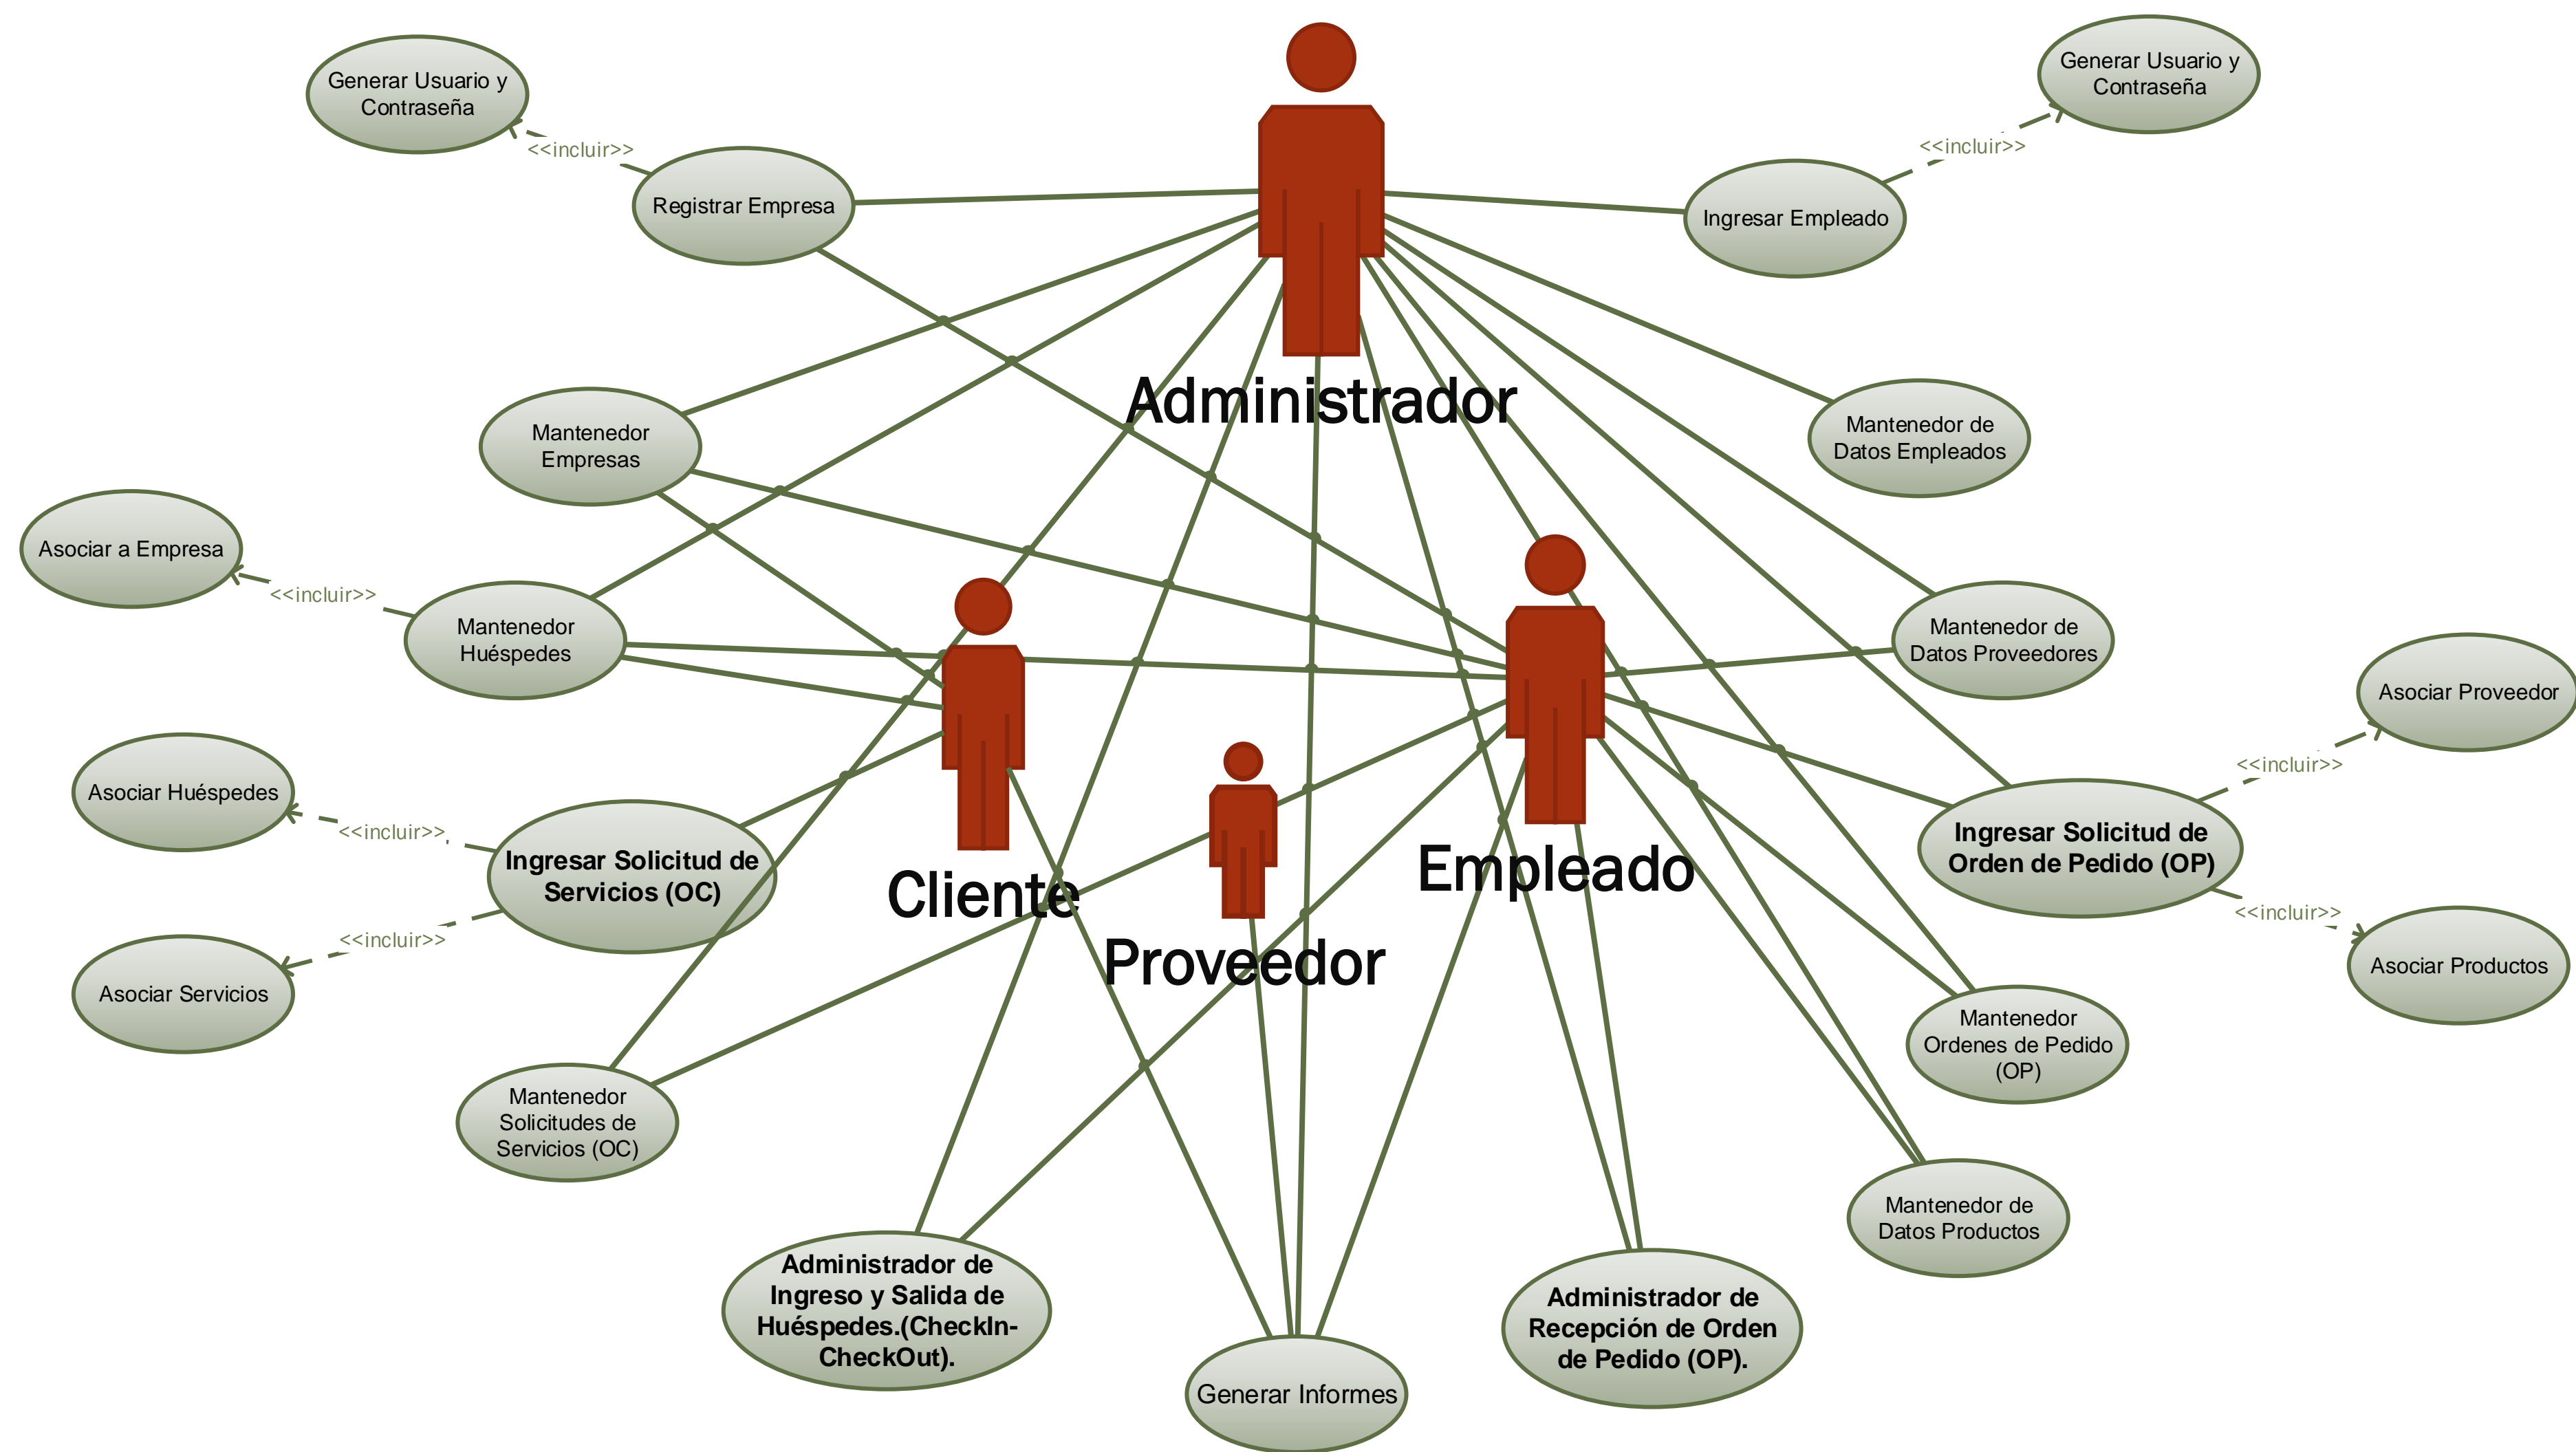 Generar Usuario y
Contraseña
Generar Usuario y
Contraseña
<<incluir>>
<<incluir>>
Registrar Empresa
Ingresar Empleado
Administrador
Mantenedor
Empresas
Mantenedor de
Datos Empleados
Asociar a Empresa
<<incluir>>
Mantenedor
Huéspedes
Mantenedor de
Datos Proveedores
Asociar Proveedor
<<incluir>>
Asociar Huéspedes
<<incluir>>
Ingresar Solicitud de
Servicios (OC)
Cliente
Empleado
Ingresar Solicitud de
Orden de Pedido (OP)
<<incluir>>
<<incluir>>
Asociar Servicios
Proveedor
Asociar Productos
Mantenedor
Ordenes de Pedido
(OP)
Mantenedor
Solicitudes de
Servicios (OC)
Mantenedor de
Datos Productos
Administrador de
Ingreso y Salida de
Huéspedes.(CheckIn-
CheckOut).
Administrador de
Recepción de Orden
de Pedido (OP).
Generar Informes